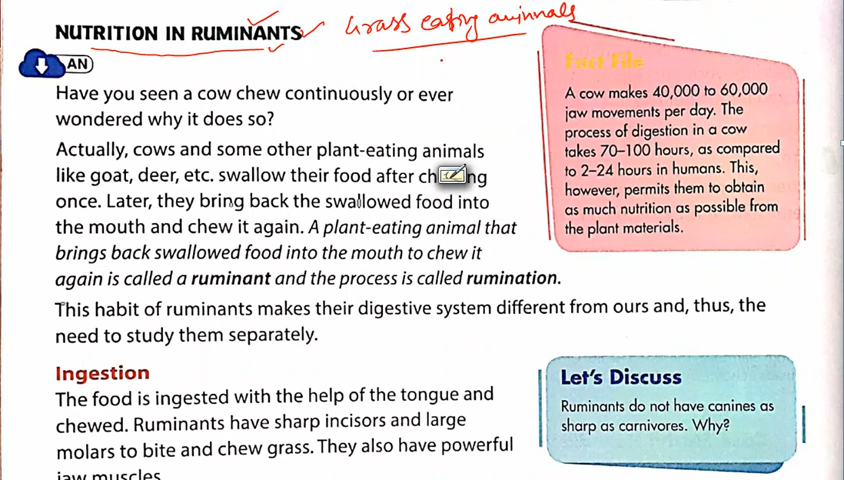 NUTRITION IN RUMINANTS
Grass eating animals
AN
Have you seen a cow chew continuously or ever
wondered why it does so?
Actually, cows and some other plant-eating animals
like goat, deer, etc. swallow their food after
once. Later, they bring back the swallowed food into
the mouth and chew it again. A plant-eating animal that
brings back swallowed food into the mouth to chew it
again is called a ruminant and the process is called rumination.
This habit of ruminants makes their digestive system different from ours and, thus, the
need to study them separately.
Ingestion
The food is ingested with the help of the tongue and
chewed. Ruminants have sharp incisors and large
molars to bite and chew grass. They also have powerful
jaw muscles.
Fact File
A cow makes 40,000 to 60,000
jaw movements per day. The
process of digestion in a cow
takes 70–100 hours, as compared
to 2–24 hours in humans. This,
however, permits them to obtain
as much nutrition as possible from
the plant materials.
Let's Discuss
Ruminants do not have canines as
sharp as carnivores. Why?